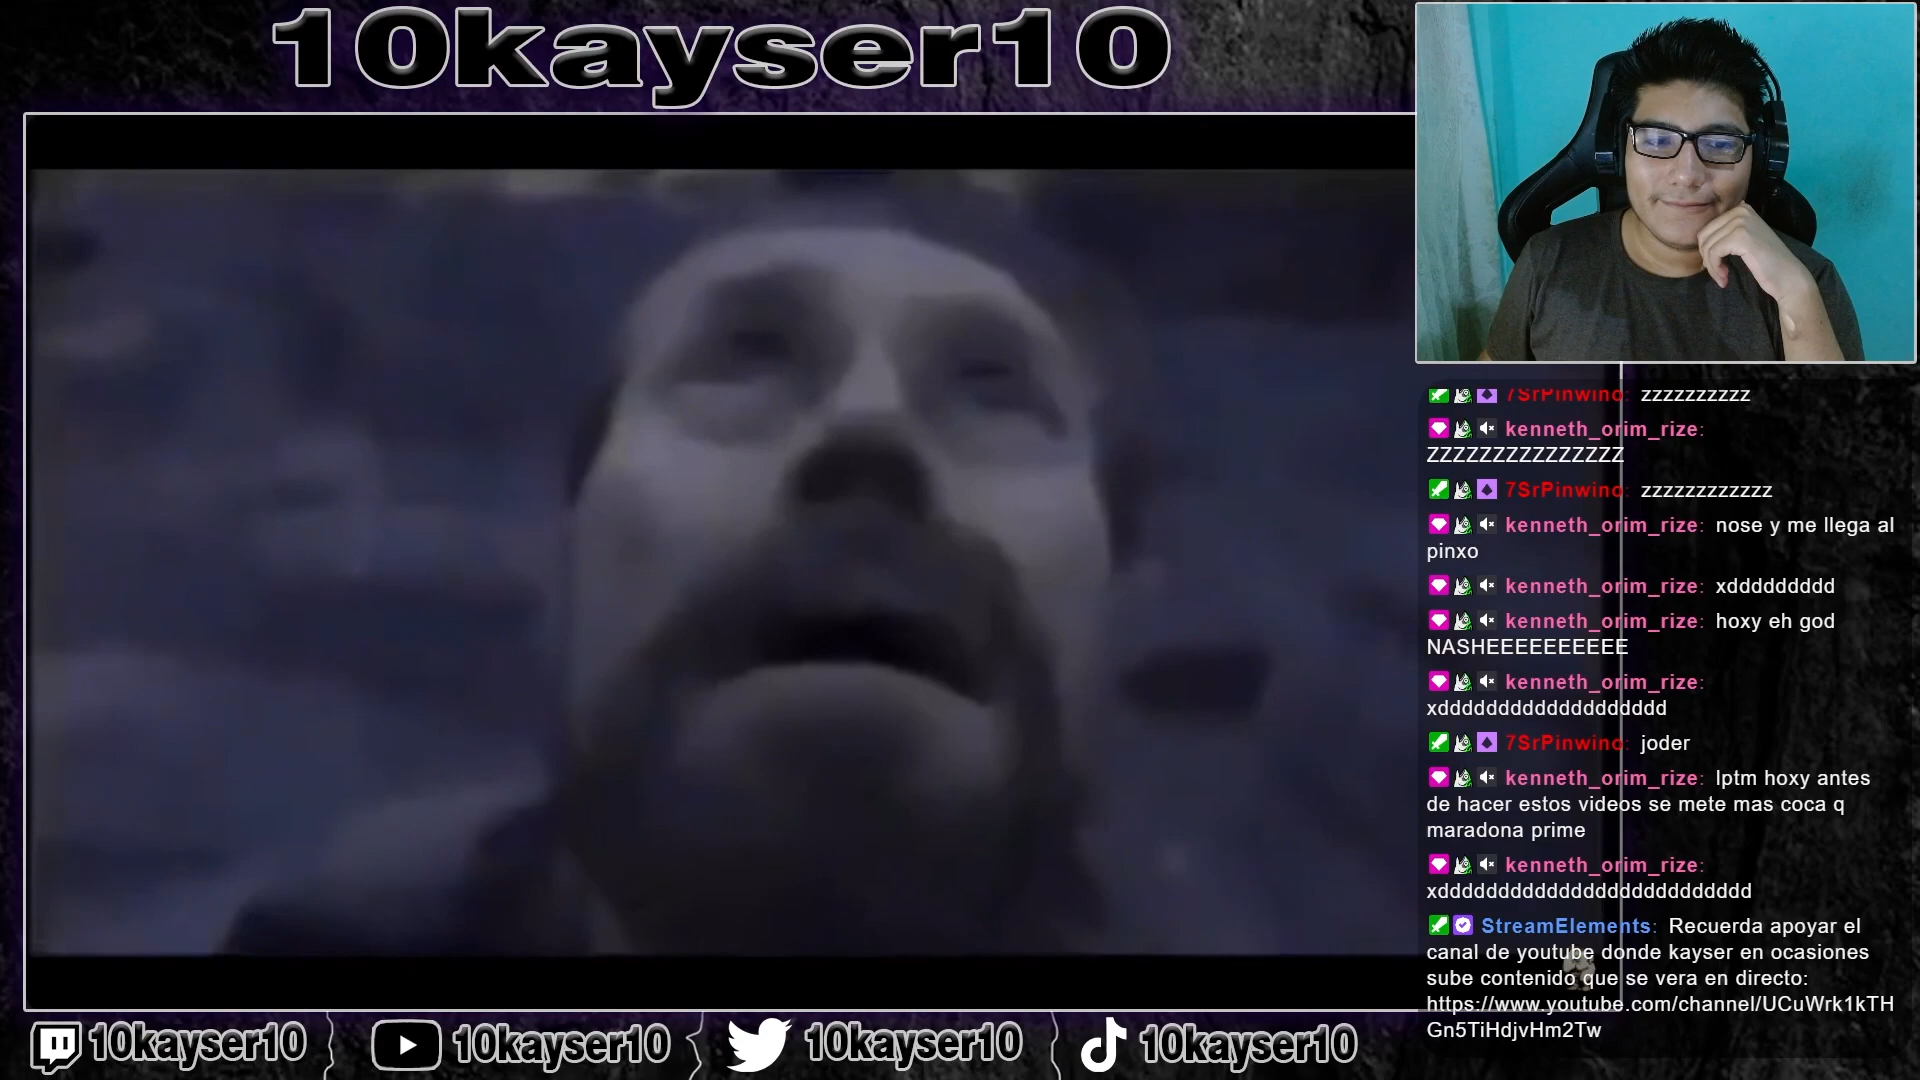 10kayser10
7SrPinwino: zzzzzzzzzz
kenneth_orim_rize:
ZZZZZZZZZZZZZZZ
7SrPinwino: zzzzzzzzzzzz
kenneth_orim_rize: nose y me llega al
pinxo
kenneth_orim_rize: xddddddddd
kenneth_orim_rize: hoxy eh god
NASHEEEEEEEEEE
kenneth_orim_rize:
xdddddddddddddddddd
7SrPinwino: joder
kenneth_orim_rize: lptm hoxy antes
de hacer estos videos se mete mas coca q
maradona prime
kenneth_orim_rize:
xddddddddddddddddddddddddd
StreamElements: Recuerda apoyar el
canal de youtube donde kayser en ocasiones
sube contenido que se vera en directo:
https://www.youtube.com/channel/UCuWrk1kTH
Gn5TiHdjvHm2Tw
10kayser10
10kayser10
10kayser10
10kayser10